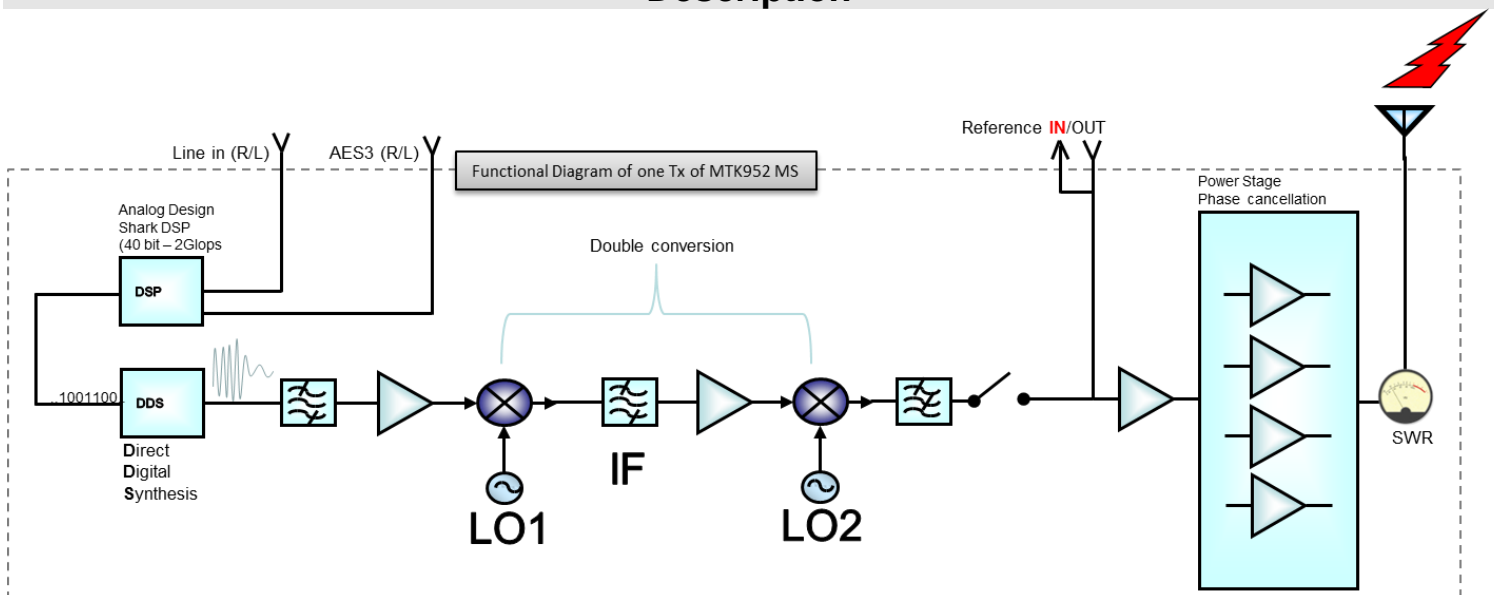 Description
Reference IN/OUT
Line in (R/L)
AES3 (R/L)
Functional Diagram of one Tx of MTK952 MS
Power Stage
Phase cancellation
Analog Design
Shark DSP
(40 bit – 2Glops
Double conversion
DSP
..1001100
DDS
Direct
Digital
Synthesis
IF
SWR
LO1
LO2